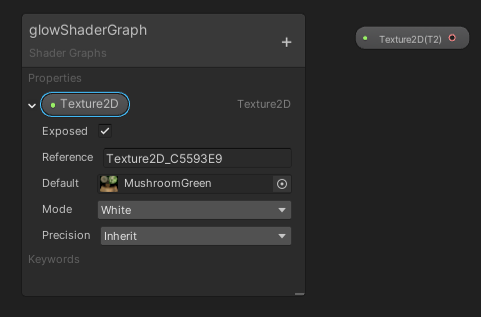 glowShaderGraph
+
Shader Graphs
Texture2D(T2)
Properties
Texture2D Texture2D
Exposed
Reference Texture2D_C5593E9
Default MushroomGreen
Mode White
Precision Inherit
Keywords